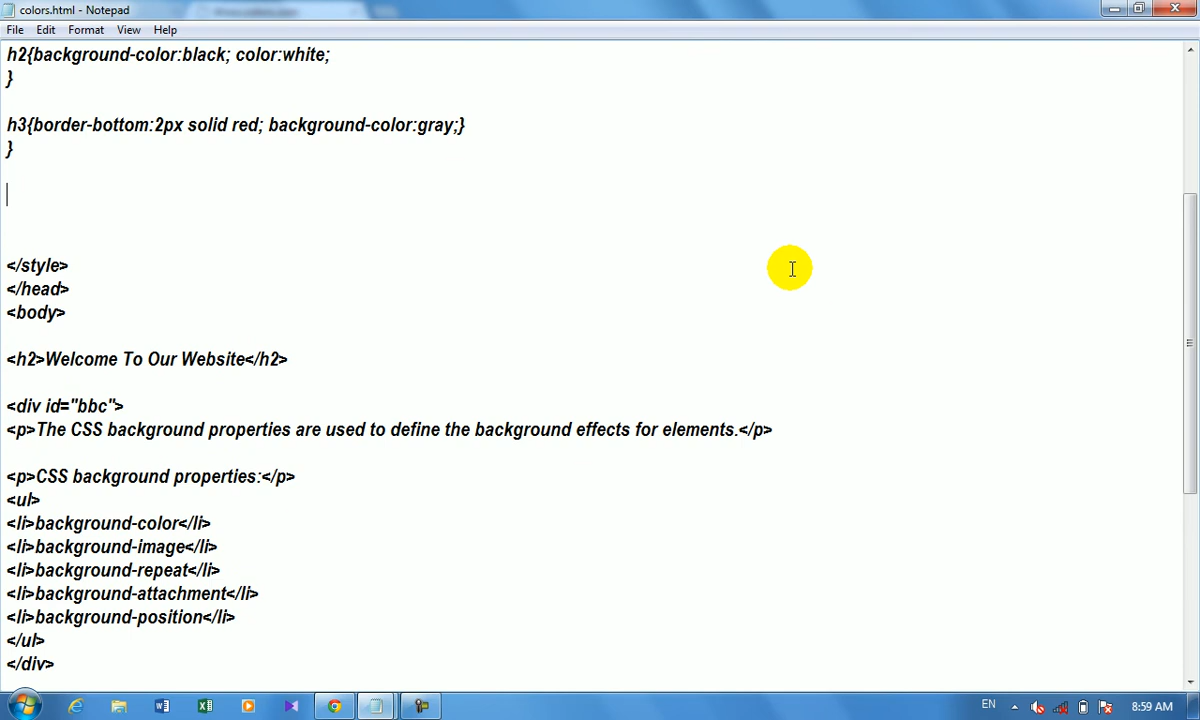 colors.html - Notepad
File Edit Format View Help
h2{background-color:black; color:white;
}
h3{border-bottom:2px solid red; background-color:gray;}
}
</style>
</head>
<body>
<h2>Welcome To Our Website</h2>
<div id="bbc">
<p>The CSS background properties are used to define the background effects for elements.</p>
<p>CSS background properties:</p>
<ul>
<li>background-color</li>
<li>background-image</li>
<li>background-repeat</li>
<li>background-attachment</li>
<li>background-position</li>
</ul>
</div>
EN 8:59 AM